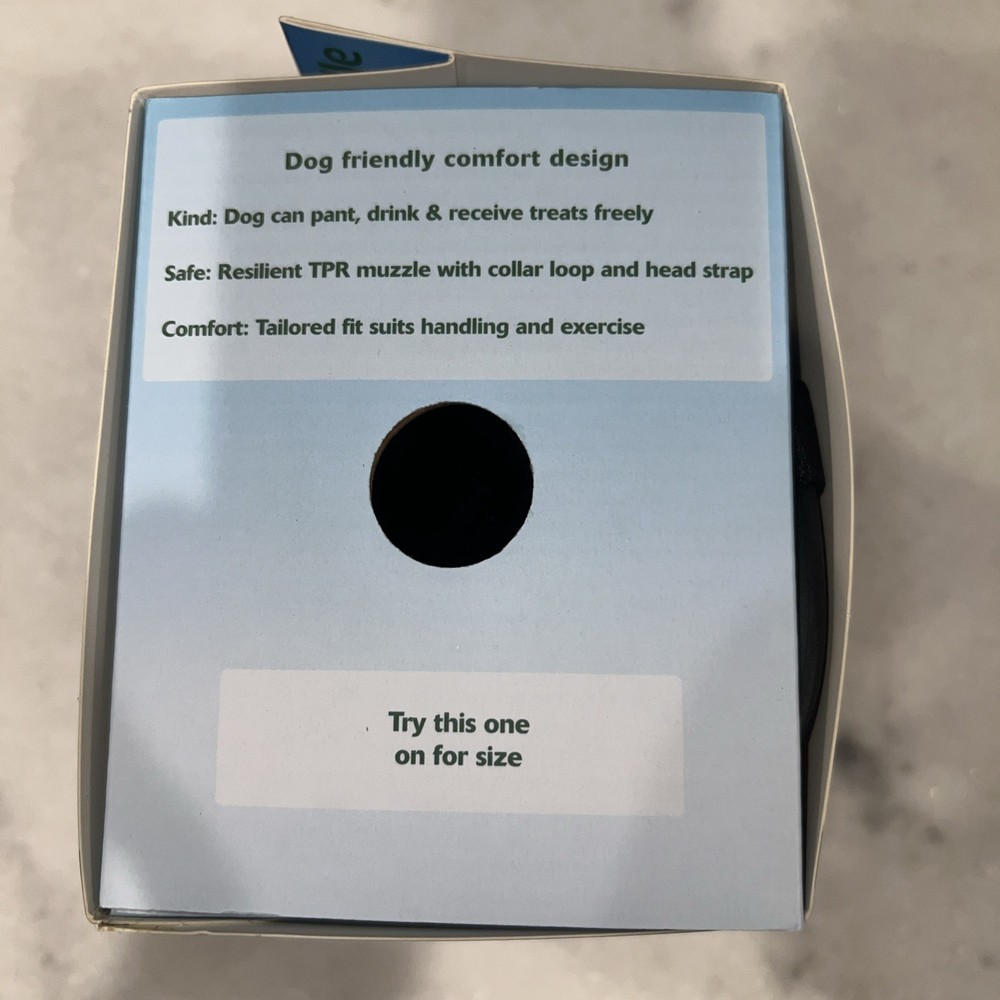 Dog friendly comfort design
Kind: Dog can pant, drink & receive treats freely
Safe: Resilient TPR muzzle with collar loop and head strap
Comfort: Tailored fit suits handling and exercise
Try this one
on for size